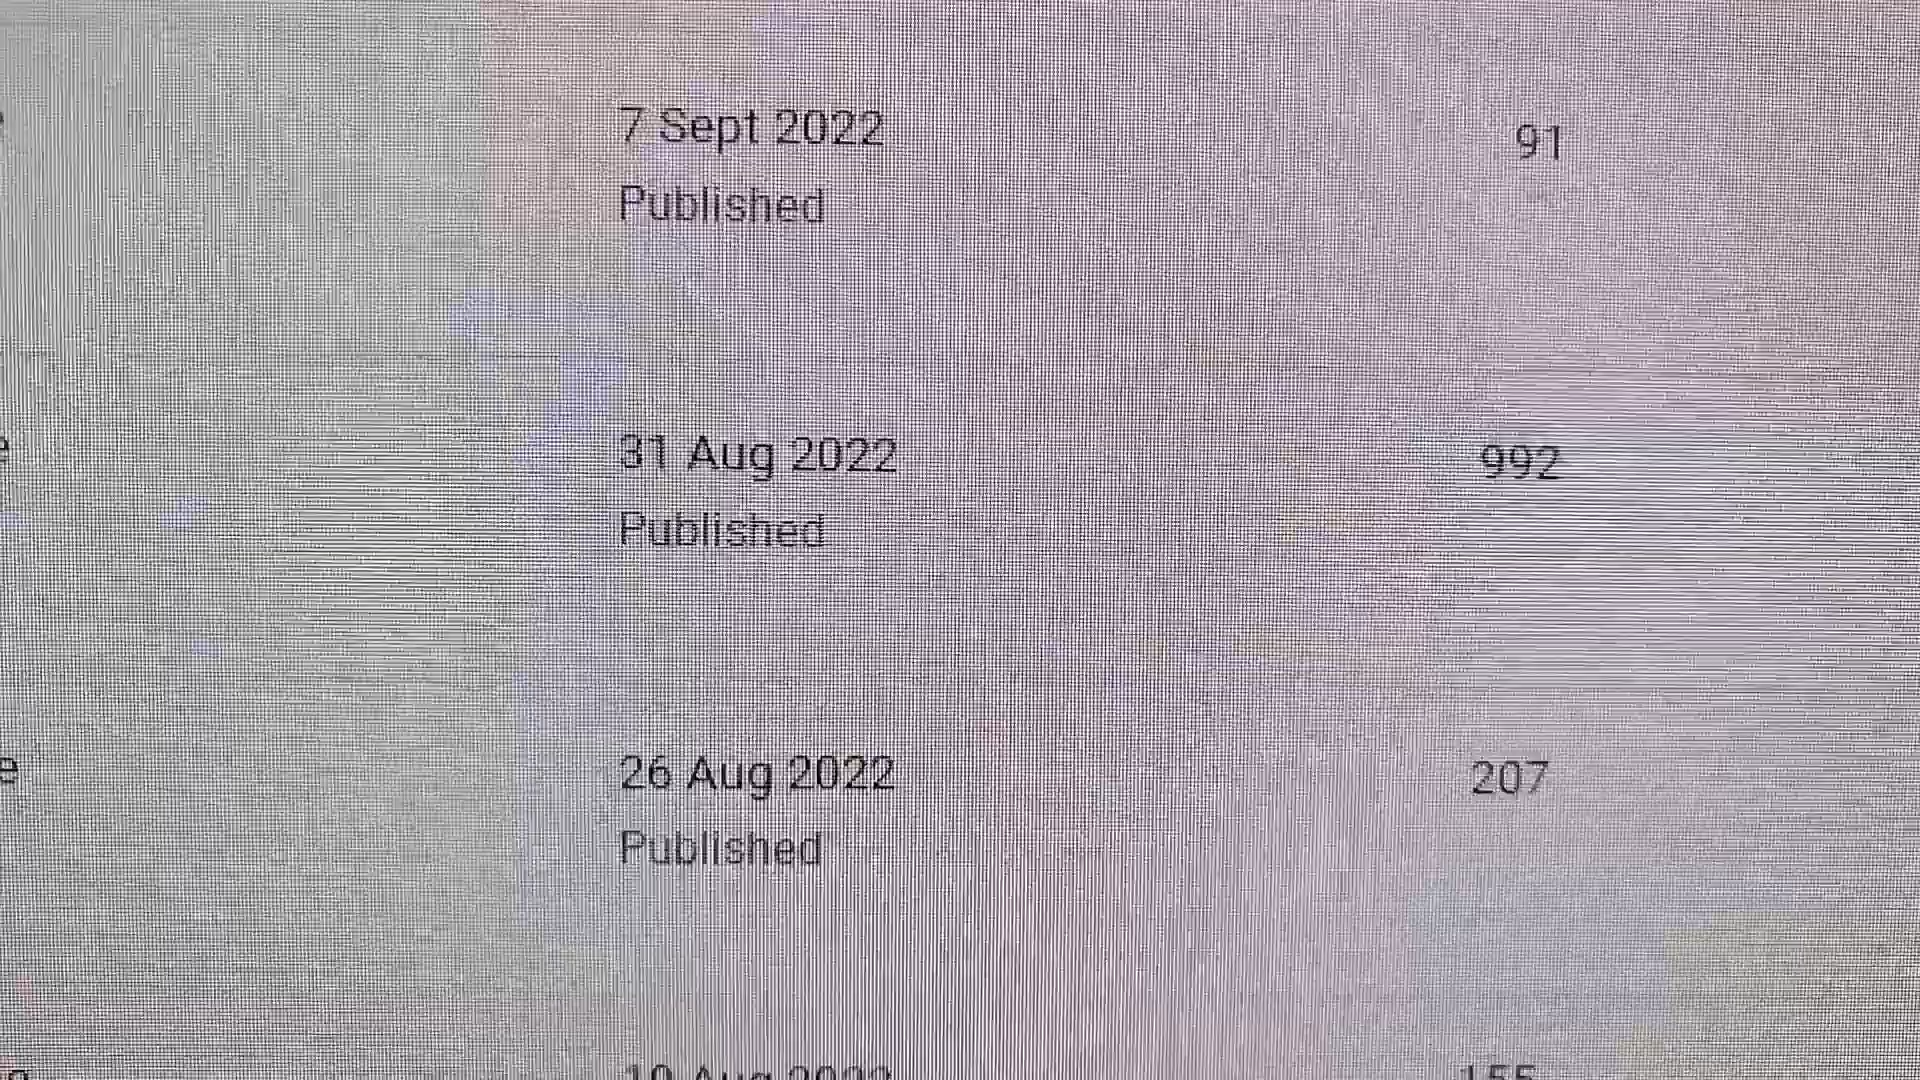 7 Sept 2022 91
Published
31 Aug 2022 992
Published
26 Aug 2022 207
Published
e